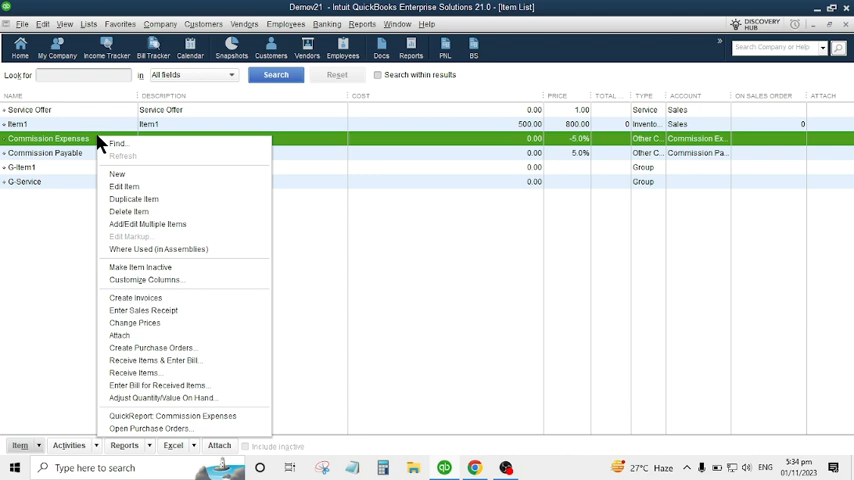 Demov21 - Intuit QuickBooks Enterprise Solutions 21.0 - [Item List]
File Edit View Lists Favorites Company Customers Vendors Employees Banking Reports Window Help
DISCOVERY HUB
Home My Company Income Tracker Bill Tracker Calendar Snapshots Customers Vendors Employees Docs Reports PNL BS
Search Company or Help
Look for in All fields Search Reset Search within results
NAME DESCRIPTION COST PRICE TOTAL... TYPE ACCOUNT ON SALES ORDER ATTACH
Service Offer Service Offer 0.00 1.00 Service Sales
Item1 Item1 500.00 800.00 0 Invento... Sales 0
Commission Expenses 0.00 -5.0% Other C... Commission Ex...
Commission Payable 0.00 5.0% Other C... Commission Pa...
G-Item1 0.00 Group
G-Service 0.00 Group
Find...
Refresh
New
Edit Item
Duplicate Item
Delete Item
Add/Edit Multiple Items
Edit Markup...
Where Used (in Assemblies)
Make Item Inactive
Customize Columns...
Create Invoices
Enter Sales Receipt
Change Prices
Attach
Create Purchase Orders...
Receive Items & Enter Bill...
Receive Items...
Enter Bill for Received Items...
Adjust Quantity/Value On Hand...
QuickReport: Commission Expenses
Open Purchase Orders...
Item Activities Reports Excel Attach Include inactive
Type here to search
27°C Haze ENG 5:34 pm
01/11/2023